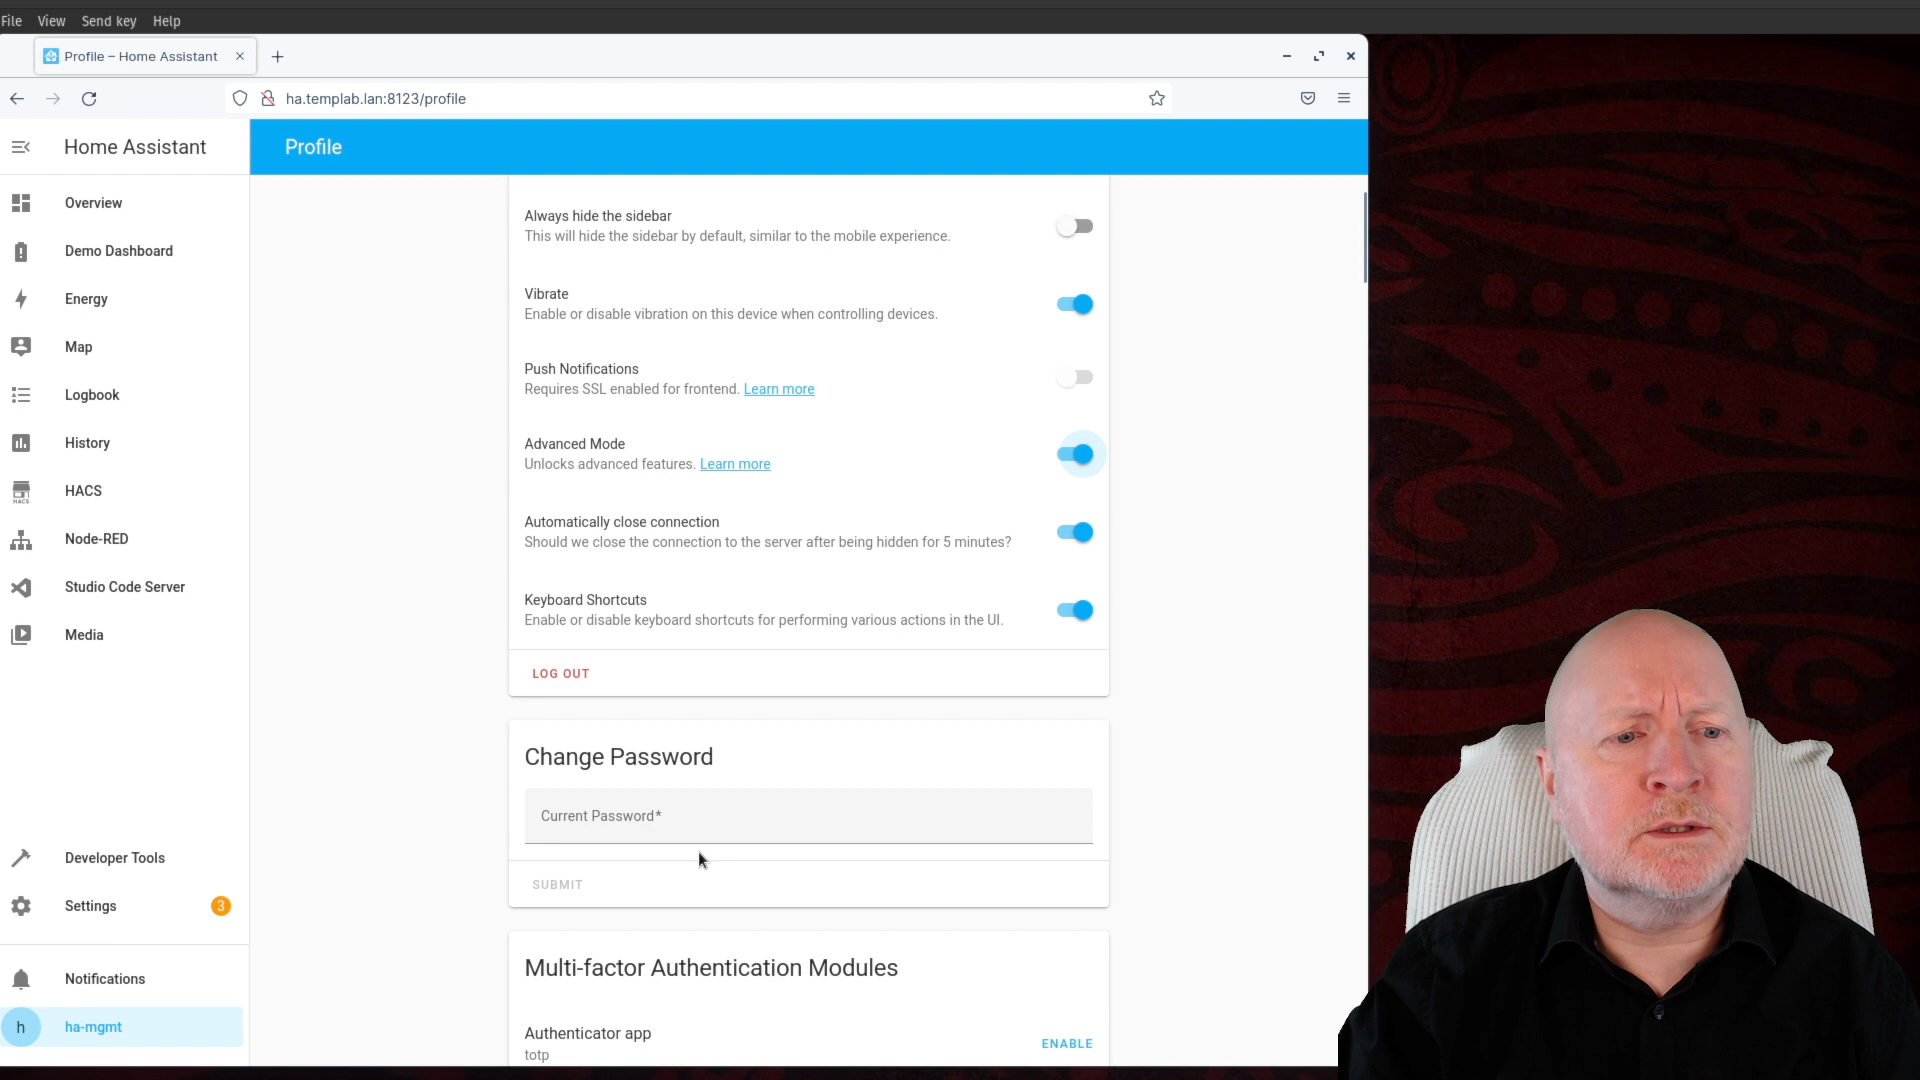 File View Send key Help
Profile – Home Assistant
ha.templab.lan:8123/profile
Home Assistant
Profile
Overview
Demo Dashboard
Energy
Map
Logbook
History
HACS
HACS
Node-RED
Studio Code Server
Media
Developer Tools
Settings 3
Notifications
h ha-mgmt
Always hide the sidebar
This will hide the sidebar by default, similar to the mobile experience.
Vibrate
Enable or disable vibration on this device when controlling devices.
Push Notifications
Requires SSL enabled for frontend. Learn more
Advanced Mode
Unlocks advanced features. Learn more
Automatically close connection
Should we close the connection to the server after being hidden for 5 minutes?
Keyboard Shortcuts
Enable or disable keyboard shortcuts for performing various actions in the UI.
LOG OUT
Change Password
Current Password*
SUBMIT
Multi-factor Authentication Modules
Authenticator app
totp
ENABLE